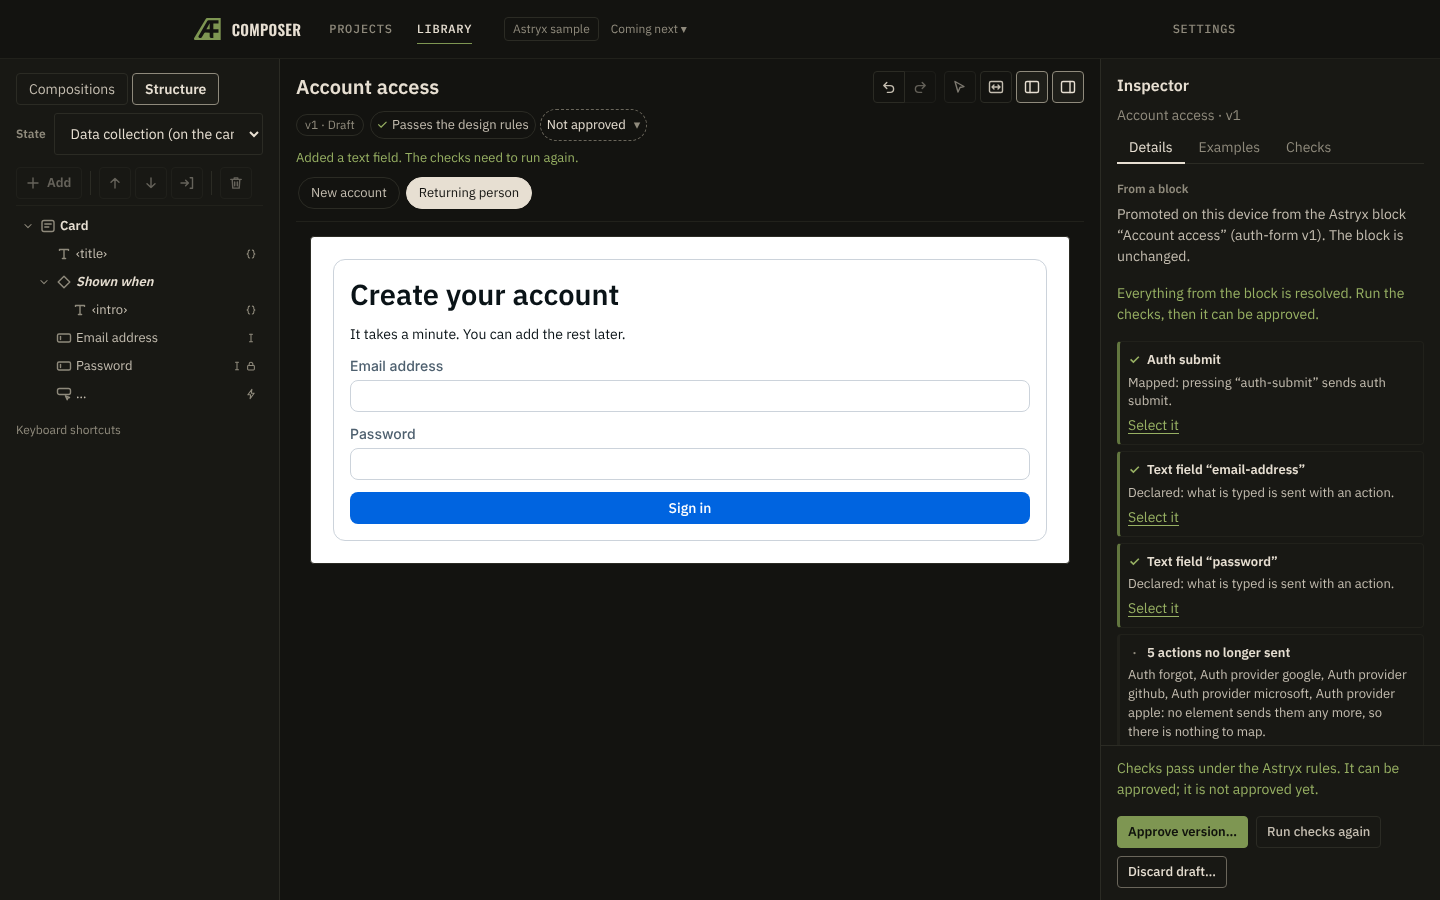 COMPOSER
PROJECTS
LIBRARY
Astryx sample
Coming next ▾
SETTINGS
Compositions
Structure
State
Data collection (on the car
Add
Card
‹title›
{}
Shown when
‹intro›
{}
Email address
Password
...
Keyboard shortcuts
Account access
v1 · Draft
✓ Passes the design rules
Not approved ▾
Added a text field. The checks need to run again.
New account
Returning person
Create your account
It takes a minute. You can add the rest later.
Email address
Password
Sign in
Inspector
Account access · v1
Details
Examples
Checks
From a block
Promoted on this device from the Astryx block
“Account access” (auth-form v1). The block is
unchanged.
Everything from the block is resolved. Run the
checks, then it can be approved.
✓ Auth submit
Mapped: pressing “auth-submit” sends auth
submit.
Select it
✓ Text field “email-address”
Declared: what is typed is sent with an action.
Select it
✓ Text field “password”
Declared: what is typed is sent with an action.
Select it
· 5 actions no longer sent
Auth forgot, Auth provider google, Auth provider
github, Auth provider microsoft, Auth provider
apple: no element sends them any more, so
there is nothing to map.
Checks pass under the Astryx rules. It can be
approved; it is not approved yet.
Approve version...
Run checks again
Discard draft...